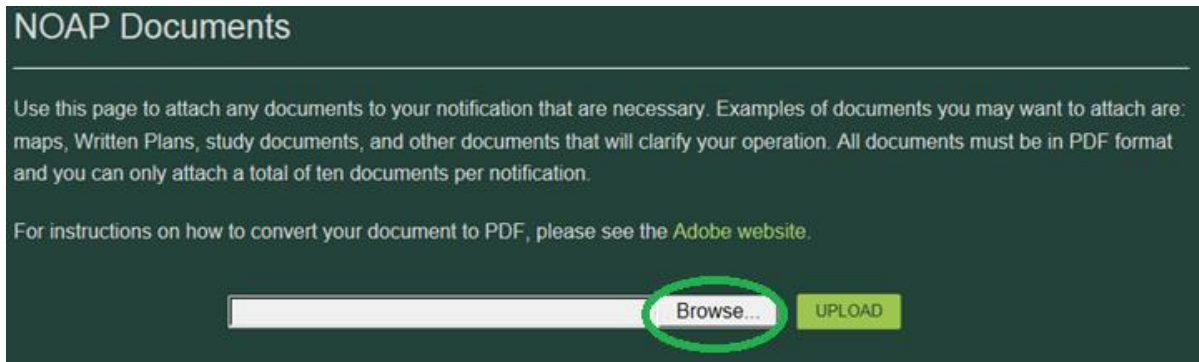 NOAP Documents
Use this page to attach any documents to your notification that are necessary. Examples of documents you may want to attach are:
maps, Written Plans, study documents, and other documents that will clarify your operation. All documents must be in PDF format
and you can only attach a total of ten documents per notification.
For instructions on how to convert your document to PDF, please see the Adobe website.
Browse... UPLOAD